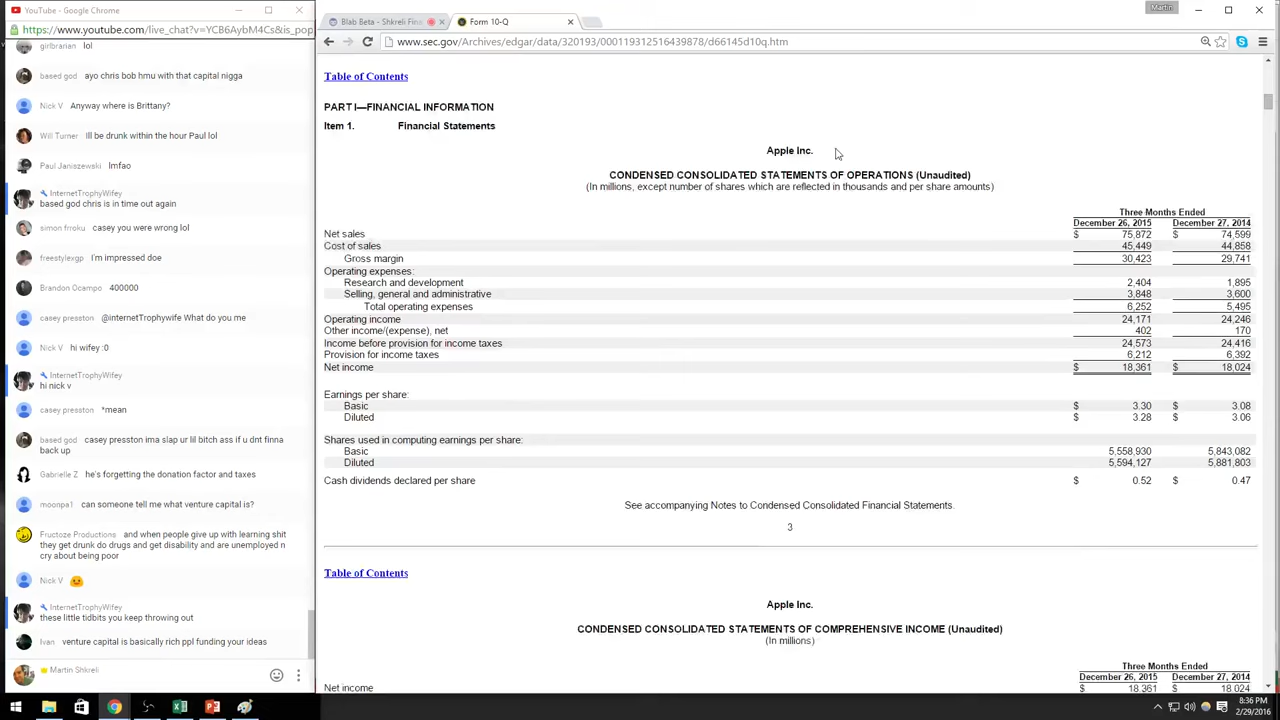 YouTube - Google Chrome
https://www.youtube.com/live_chat?v=YCB6AybM4Cs&is_pop
girlbrarian lol
based god ayo chris bob hmu with that capital nigga
Nick V Anyway where is Brittany?
Will Turner Ill be drunk within the hour Paul lol
Paul Janiszewski lmfao
InternetTrophyWifey
based god chris is in time out again
simon frroku casey you were wrong lol
freestylexgp I'm impressed doe
Brandon Ocampo 400000
casey presston @internetTrophywife What do you me
Nick V hi wifey :0
InternetTrophyWifey
hi nick v
casey presston *mean
based god casey presston ima slap ur lil bitch ass if u dnt finna
back up
Gabrielle Z he's forgetting the donation factor and taxes
moonpa1 can someone tell me what venture capital is?
Fructoze Productions and when people give up with learning shit
they get drunk do drugs and get disability and are unemployed n
cry about being poor
Nick V
InternetTrophyWifey
these little tidbits you keep throwing out
Ivan venture capital is basically rich ppl funding your ideas
Martin Shkreli
Blab Beta - Shkreli Finan
Form 10-Q
Martin
www.sec.gov/Archives/edgar/data/320193/000119312516439878/d66145d10q.htm
Table of Contents
PART I—FINANCIAL INFORMATION
Item 1. Financial Statements
Apple Inc.
CONDENSED CONSOLIDATED STATEMENTS OF OPERATIONS (Unaudited)
(In millions, except number of shares which are reflected in thousands and per share amounts)
Three Months Ended
December 26, 2015 December 27, 2014
Net sales $ 75,872 $ 74,599
Cost of sales 45,449 44,858
Gross margin 30,423 29,741
Operating expenses:
Research and development 2,404 1,895
Selling, general and administrative 3,848 3,600
Total operating expenses 6,252 5,495
Operating income 24,171 24,246
Other income/(expense), net 402 170
Income before provision for income taxes 24,573 24,416
Provision for income taxes 6,212 6,392
Net income $ 18,361 $ 18,024
Earnings per share:
Basic $ 3.30 $ 3.08
Diluted $ 3.28 $ 3.06
Shares used in computing earnings per share:
Basic 5,558,930 5,843,082
Diluted 5,594,127 5,881,803
Cash dividends declared per share $ 0.52 $ 0.47
See accompanying Notes to Condensed Consolidated Financial Statements.
3
Table of Contents
Apple Inc.
CONDENSED CONSOLIDATED STATEMENTS OF COMPREHENSIVE INCOME (Unaudited)
(In millions)
Three Months Ended
December 26, 2015 December 27, 2014
Net income $ 18,361 $ 18,024
8:36 PM
2/29/2016